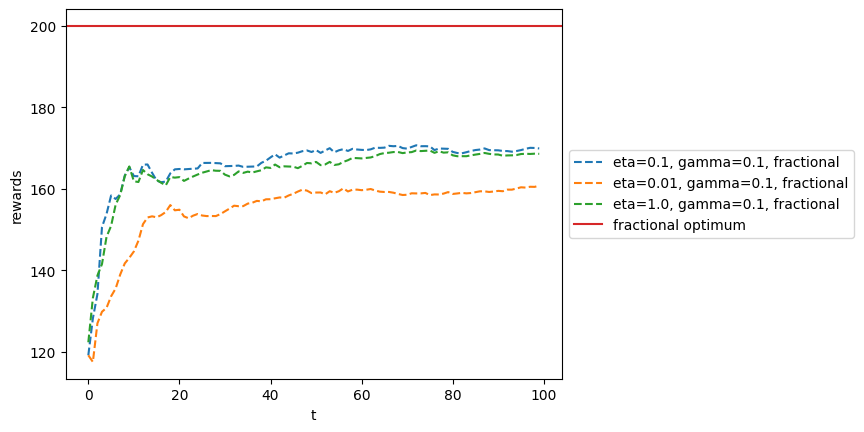 200
180
160
140
120
rewards
0
20
40
60
80
100
t
eta=0.1, gamma=0.1, fractional
eta=0.01, gamma=0.1, fractional
eta=1.0, gamma=0.1, fractional
fractional optimum